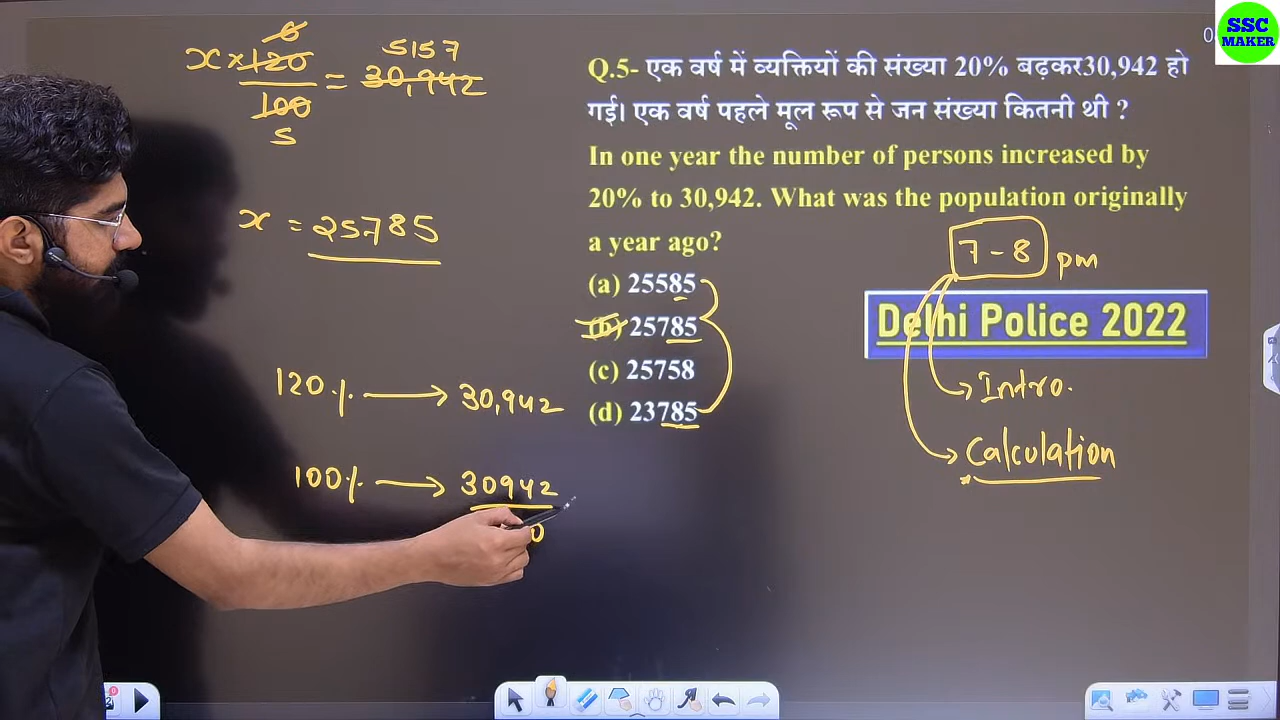 SSC
MAKER
6
x × 120
100
5
=
5157
30,942
x = 25785
120% → 30,942
100% → 30942
0
Q.5- एक वर्ष में व्यक्तियों की संख्या 20% बढ़कर30,942 हो
गई। एक वर्ष पहले मूल रूप से जन संख्या कितनी थी ?
In one year the number of persons increased by
20% to 30,942. What was the population originally
a year ago?
(a) 25585
(b) 25785
(c) 25758
(d) 23785
7-8 pm
Delhi Police 2022
Intro.
Calculation